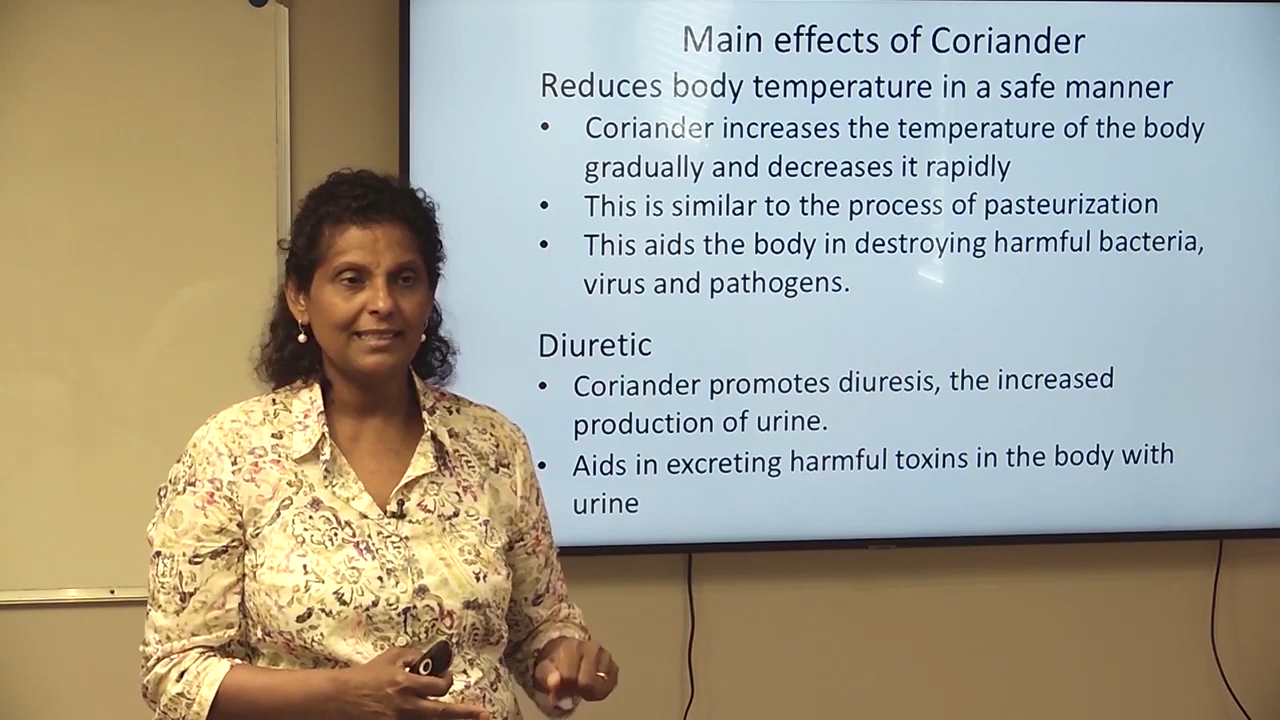 Main effects of Coriander
Reduces body temperature in a safe manner
• Coriander increases the temperature of the body
gradually and decreases it rapidly
• This is similar to the process of pasteurization
• This aids the body in destroying harmful bacteria,
virus and pathogens.
Diuretic
• Coriander promotes diuresis, the increased
production of urine.
• Aids in excreting harmful toxins in the body with
urine